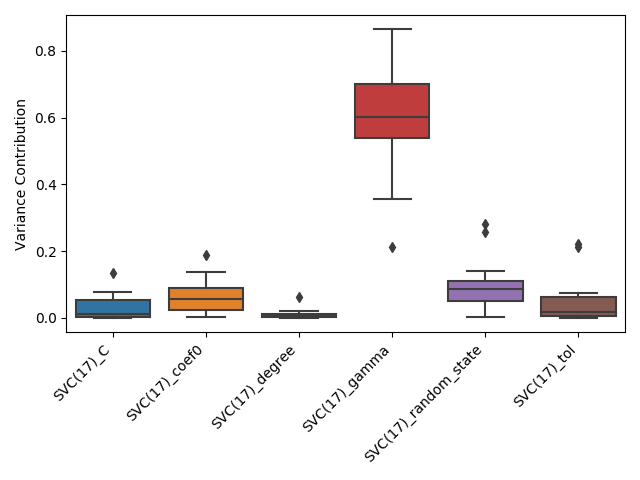 Variance Contribution
0.8
0.6
0.4
0.2
0.0
SVC(17)_C
SVC(17)_coef0
SVC(17)_degree
SVC(17)_gamma
SVC(17)_random_state
SVC(17)_tol